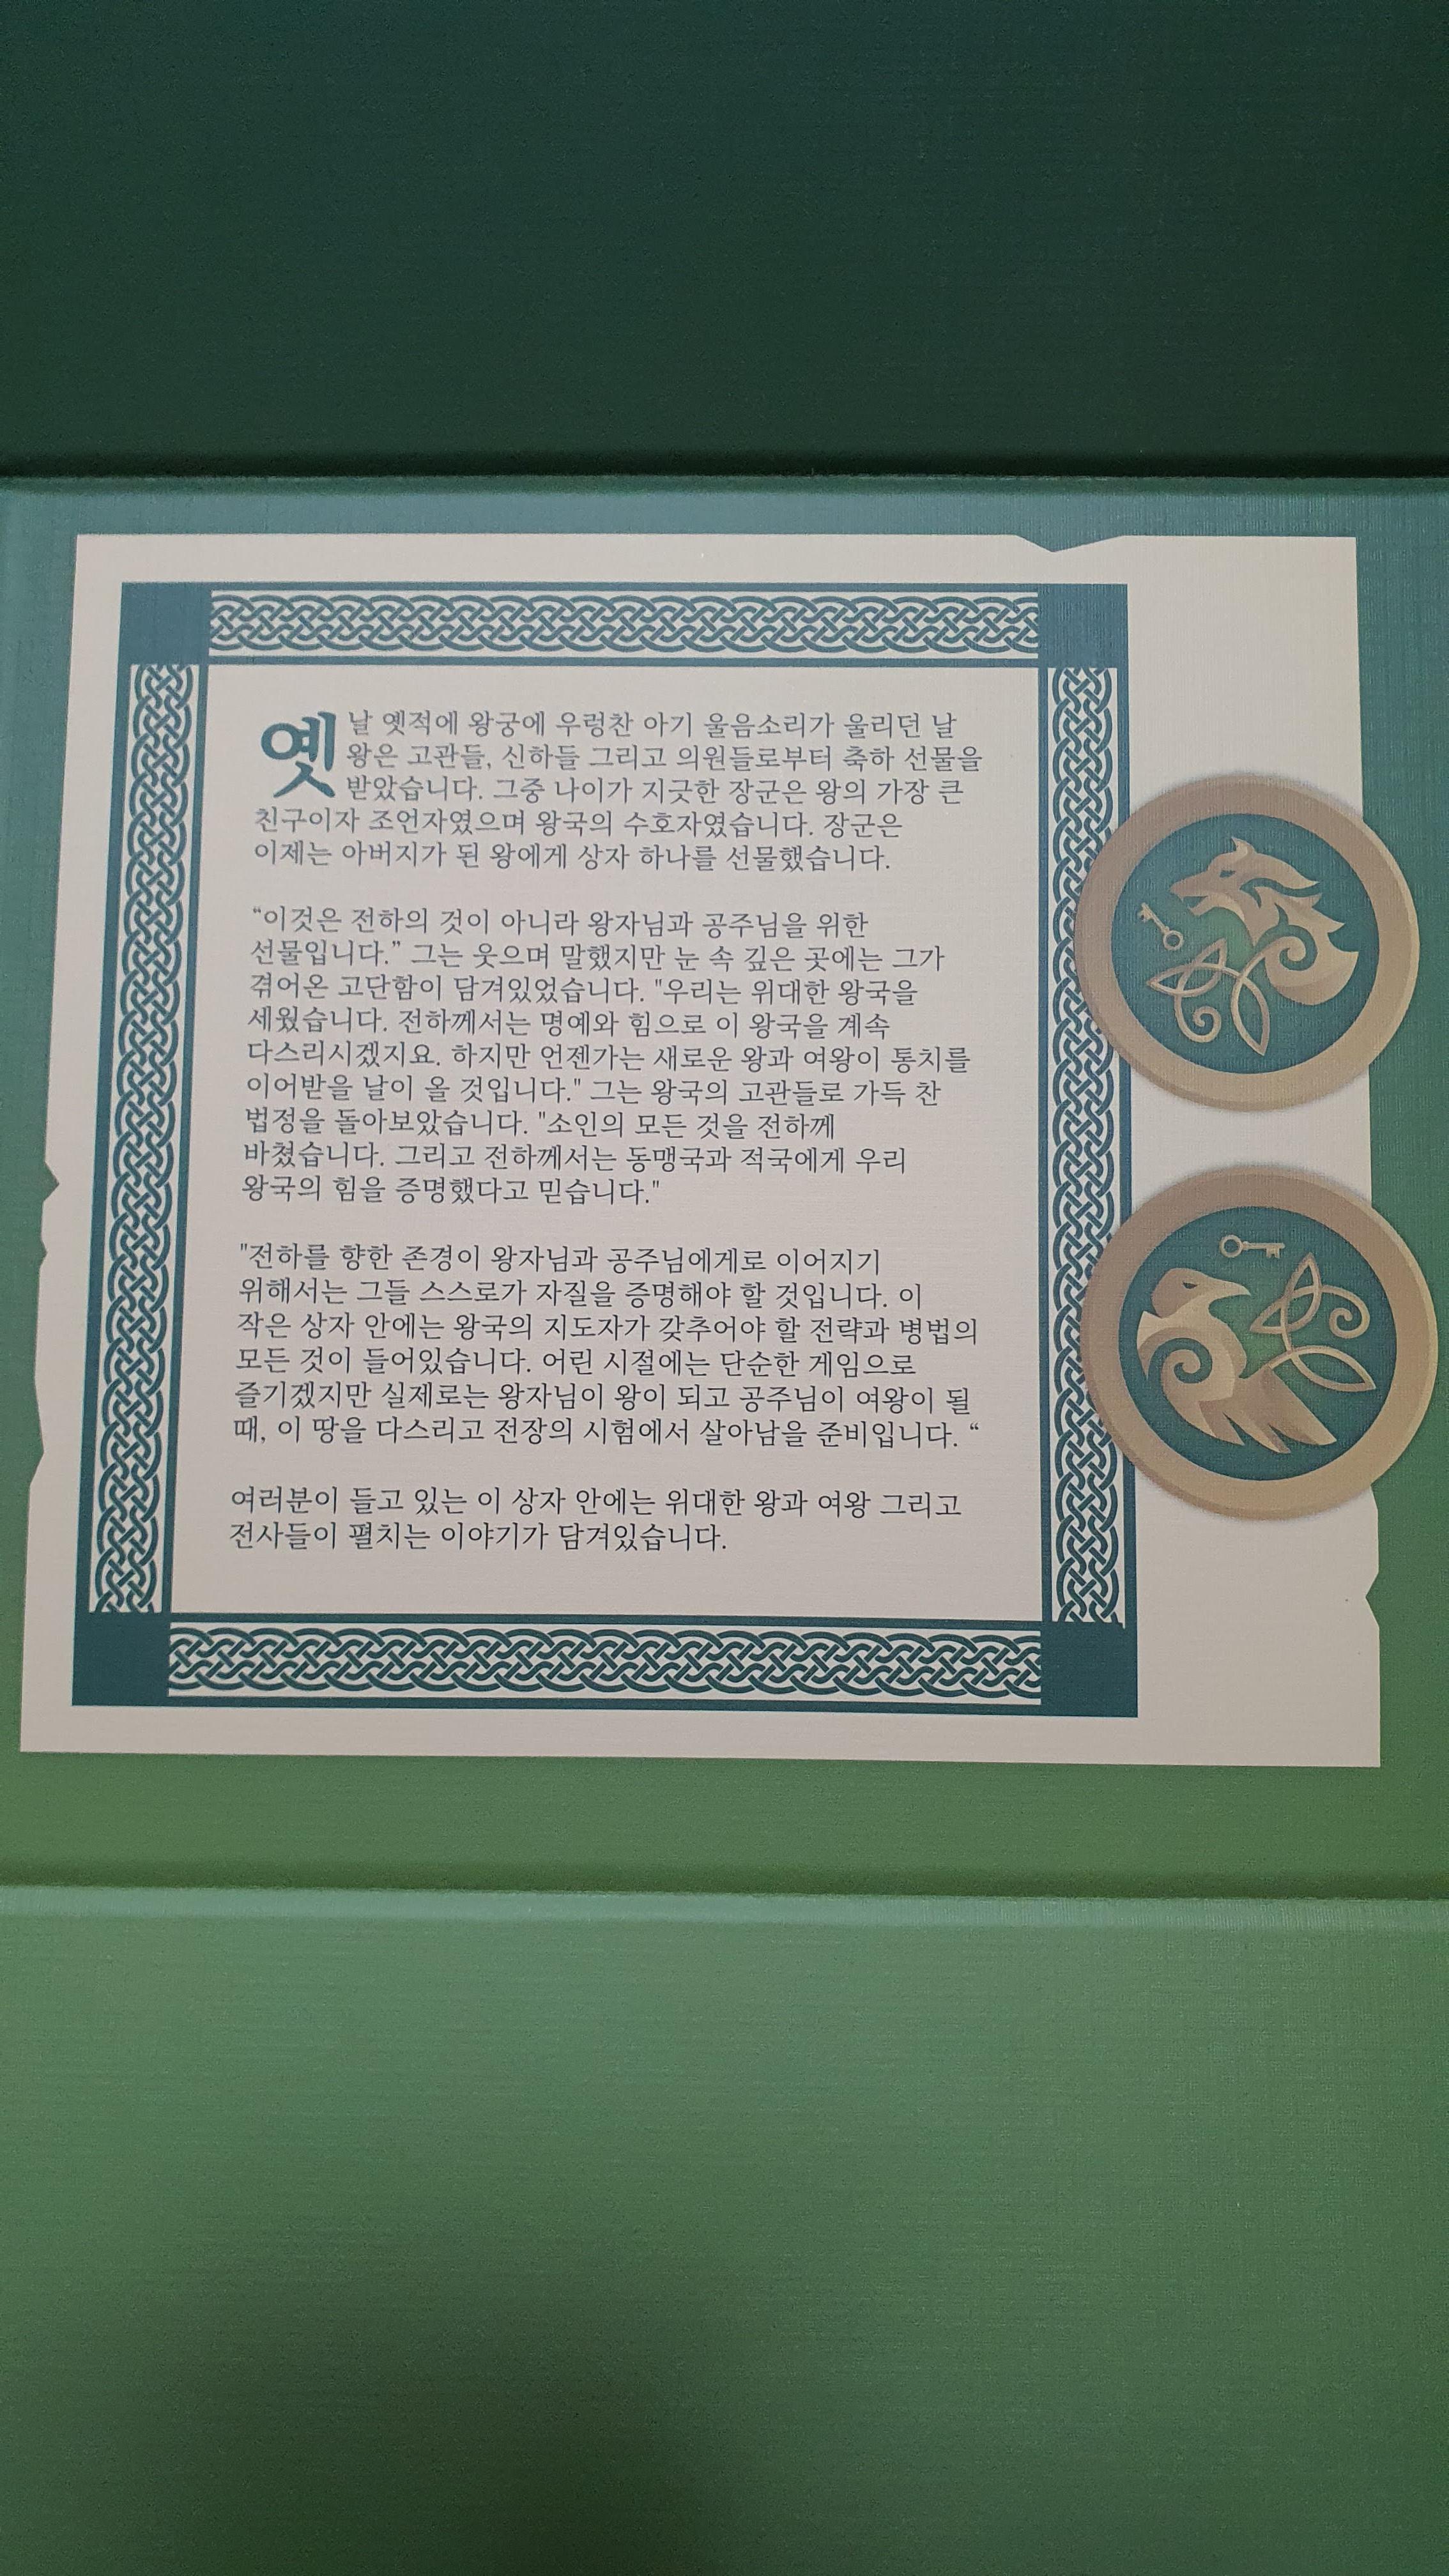 옛날 옛적에 왕궁에 우렁찬 아기 울음소리가 울리던 날
왕은 고관들, 신하들 그리고 의원들로부터 축하 선물을
받았습니다. 그중 나이가 지긋한 장군은 왕의 가장 큰
친구이자 조언자였으며 왕국의 수호자였습니다. 장군은
이제는 아버지가 된 왕에게 상자 하나를 선물했습니다.
“이것은 전하의 것이 아니라 왕자님과 공주님을 위한
선물입니다.” 그는 웃으며 말했지만 눈 속 깊은 곳에는 그가
겪어온 고단함이 담겨있었습니다. "우리는 위대한 왕국을
세웠습니다. 전하께서는 명예와 힘으로 이 왕국을 계속
다스리시겠지요. 하지만 언젠가는 새로운 왕과 여왕이 통치를
이어받을 날이 올 것입니다." 그는 왕국의 고관들로 가득 찬
법정을 돌아보았습니다. "소인의 모든 것을 전하께
바쳤습니다. 그리고 전하께서는 동맹국과 적국에게 우리
왕국의 힘을 증명했다고 믿습니다."
"전하를 향한 존경이 왕자님과 공주님에게로 이어지기
위해서는 그들 스스로가 자질을 증명해야 할 것입니다. 이
작은 상자 안에는 왕국의 지도자가 갖추어야 할 전략과 병법의
모든 것이 들어있습니다. 어린 시절에는 단순한 게임으로
즐기겠지만 실제로는 왕자님이 왕이 되고 공주님이 여왕이 될
때, 이 땅을 다스리고 전장의 시험에서 살아남을 준비입니다. “
여러분이 들고 있는 이 상자 안에는 위대한 왕과 여왕 그리고
전사들이 펼치는 이야기가 담겨있습니다.